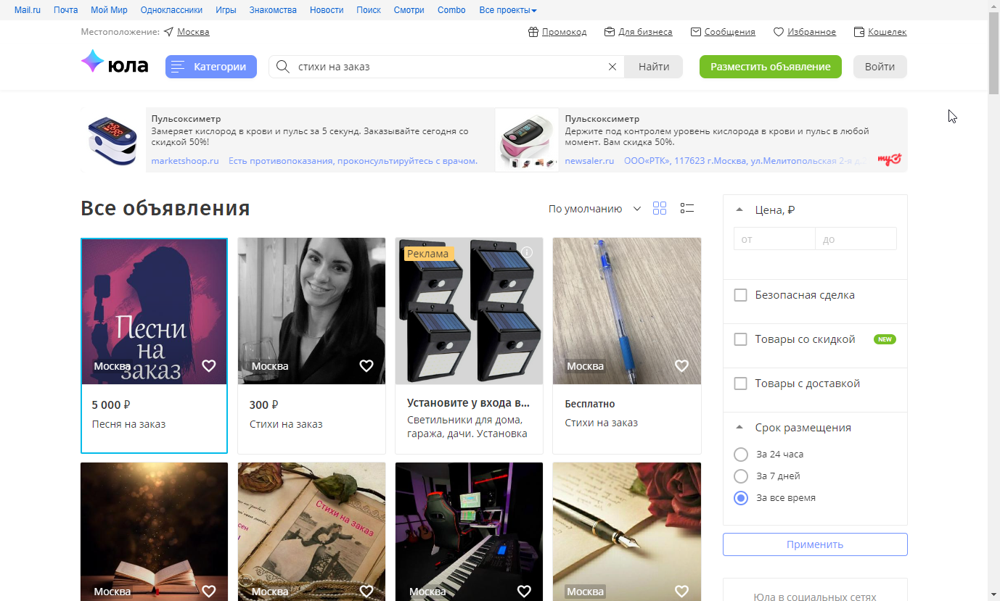 Mail.ru Почта Мой Мир Одноклассники Игры Знакомства Новости Поиск Смотри Combo Все проекты
Местоположение: Москва Промокод Для бизнеса Сообщения Избранное Кошелек
юла Категории стихи на заказ Найти Разместить объявление Войти
Пульсоксиметр
Замеряет кислород в крови и пульс за 5 секунд. Заказывайте сегодня со
скидкой 50%!
marketshoop.ru Есть противопоказания, проконсультируйтесь с врачом.
Пульскоксиметр
Держите под контролем уровень кислорода в крови и пульс в любой
момент. Вам скидка 50%.
newsaler.ru ООО«РТК», 117623 г.Москва, ул.Мелитопольская 2-я д.2
my
Все объявления
По умолчанию
Песни
на
заказ
Москва
5 000 ₽
Песня на заказ
Москва
300 ₽
Стихи на заказ
Реклама
Установите у входа в...
Светильники для дома,
гаража, дачи. Установка
Москва
Бесплатно
Стихи на заказ
Москва
Стихи на заказ
Москва
Москва
Москва
Цена, ₽
от до
Безопасная сделка
Товары со скидкой NEW
Товары с доставкой
Срок размещения
За 24 часа
За 7 дней
За все время
Применить
Юла в социальных сетях